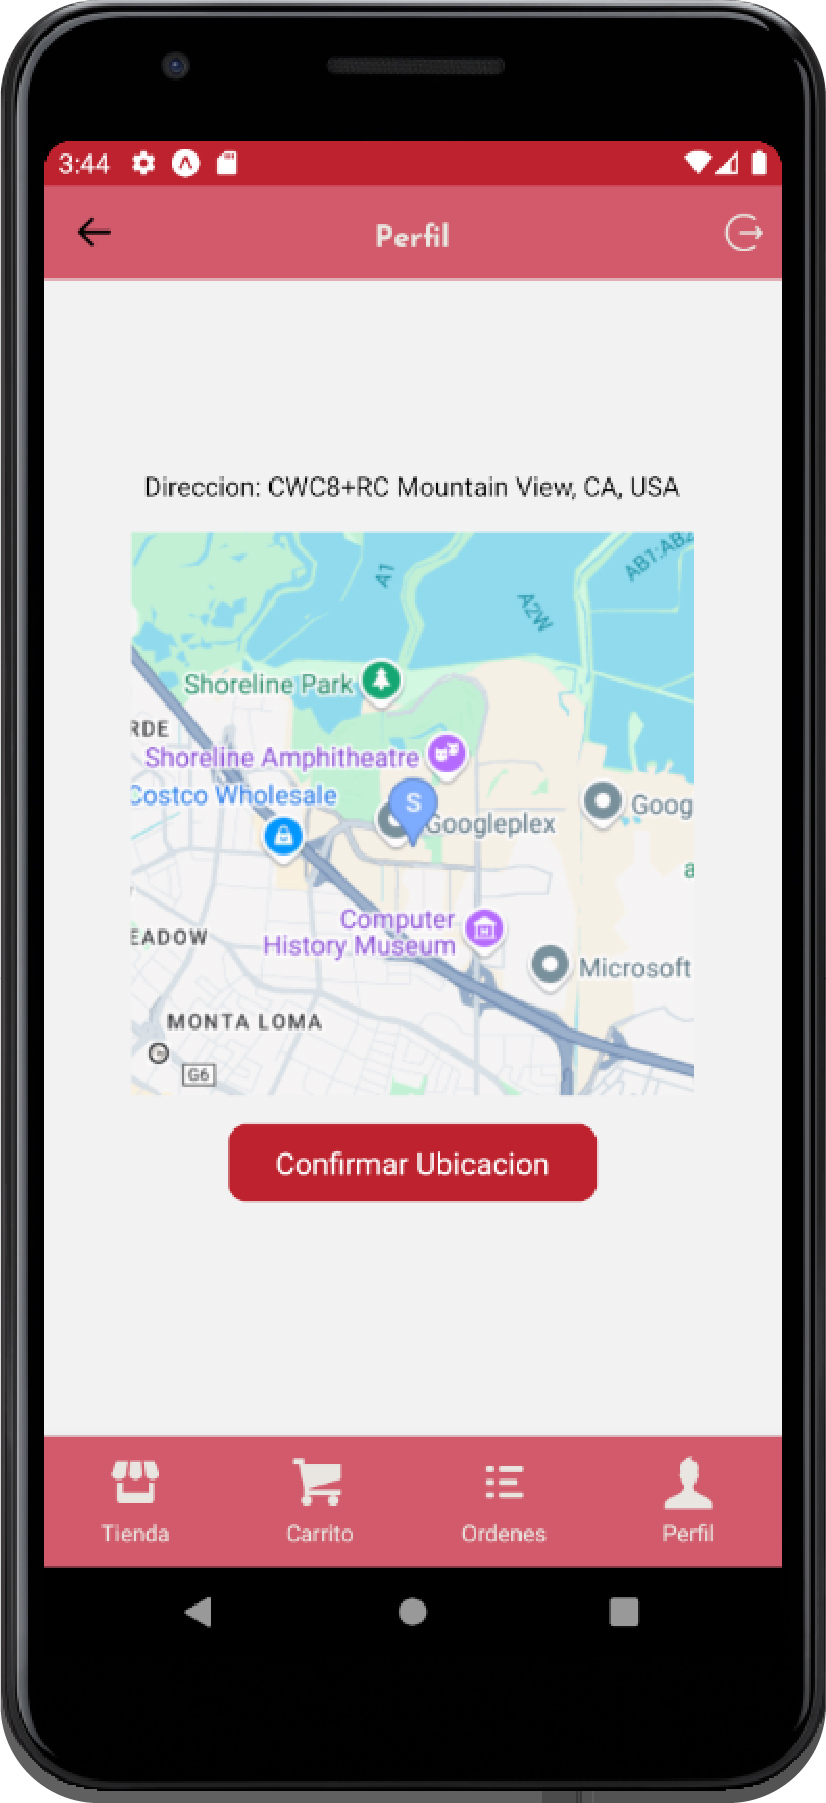 3:44
Perfil
Direccion: CWC8+RC Mountain View, CA, USA
A1
AB1:AB2
A2W
Shoreline Park
RDE
Shoreline Amphitheatre
Costco Wholesale
S
Goog
Googleplex
a
Computer
History Museum
EADOW
Microsoft
MONTA LOMA
G6
Confirmar Ubicacion
Tienda
Carrito
Ordenes
Perfil